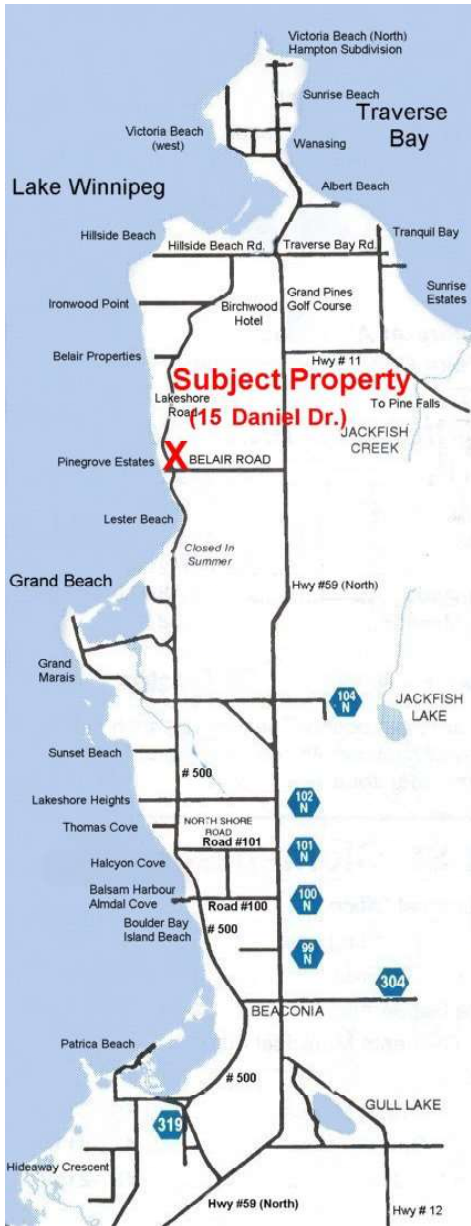 Victoria Beach (North)
Hampton Subdivision
Sunrise Beach
Traverse
Bay
Victoria Beach
(west)
Wanasing
Lake Winnipeg
Albert Beach
Hillside Beach
Hillside Beach Rd.
Traverse Bay Rd.
Tranquil Bay
Sunrise
Estates
Ironwood Point
Birchwood
Hotel
Grand Pines
Golf Course
Belair Properties
Hwy # 11
Subject Property
Lakeshore
Road
(15 Daniel Dr.)
To Pine Falls
JACKFISH
CREEK
Pinegrove Estates
X
BELAIR ROAD
Lester Beach
Closed In
Summer
Grand Beach
Hwy #59 (North)
Grand
Marais
104
N
JACKFISH
LAKE
Sunset Beach
# 500
Lakeshore Heights
102
N
Thomas Cove
NORTH SHORE
ROAD
Road #101
101
N
Halcyon Cove
Balsam Harbour
Almdal Cove
Road #100
100
N
Boulder Bay
Island Beach
# 500
99
N
304
BEACONIA
Patrica Beach
# 500
GULL LAKE
319
Hideaway Crescent
Hwy #59 (North)
Hwy # 12